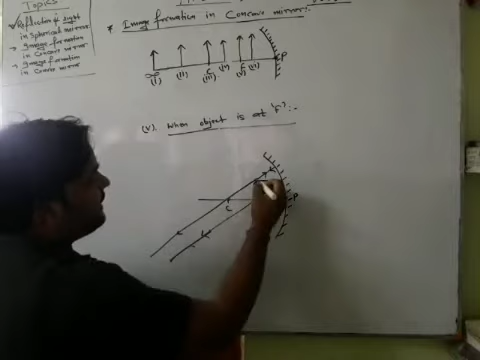 Topics
Reflection of light
in Spherical mirrors
→ Image formation
in Concave mirror
→ Image formation
in Convex mirror
* Image formation in Concave mirror:-
C F P
(i) (ii) (iii) (iv) (v) (vi)
(v). When object is at 'F':-
C P